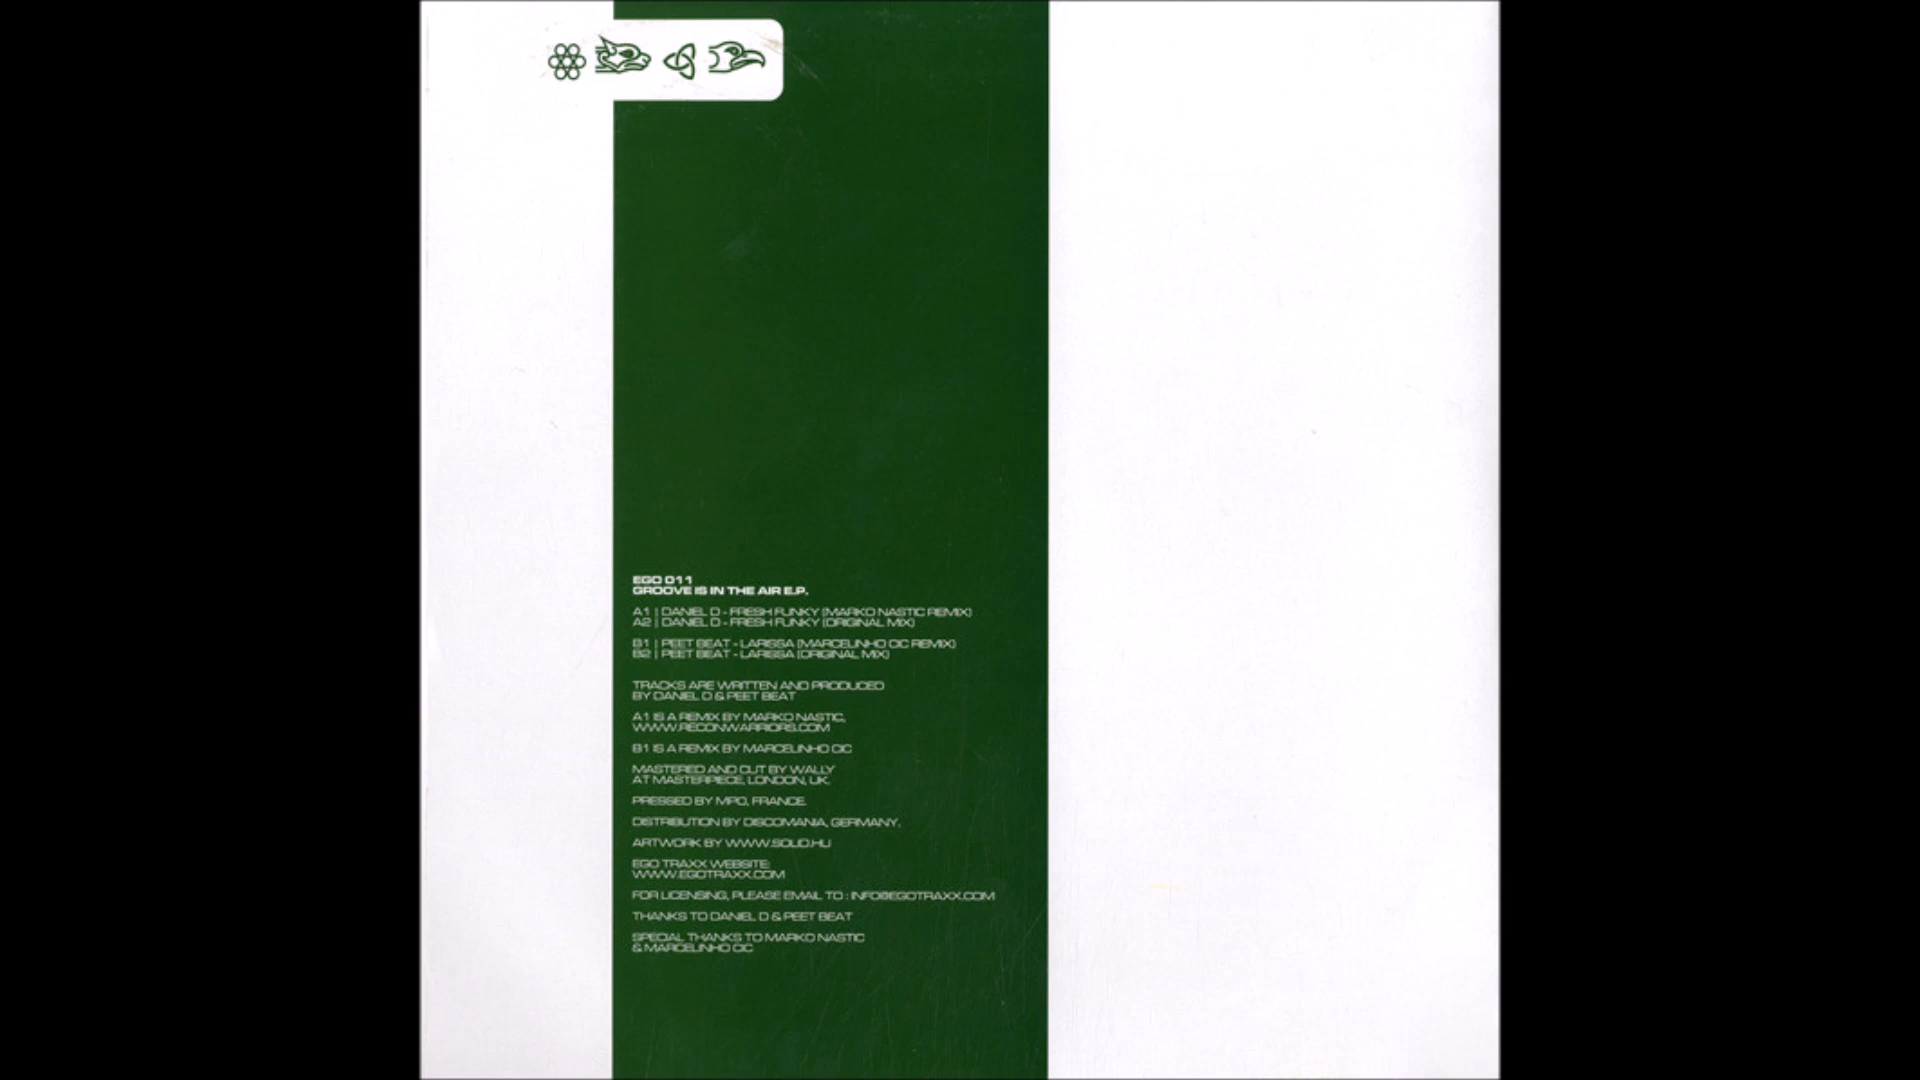 EGO 011
GROOVE IS IN THE AIR E.P.
A1 | DANIEL D - FRESH FUNKY (MARKO NASTIC REMIX)
A2 | DANIEL D - FRESH FUNKY (ORIGINAL MIX)
B1 | PEET BEAT - LARISSA (MARCELINHO CIC REMIX)
B2 | PEET BEAT - LARISSA (ORIGINAL MIX)
TRACKS ARE WRITTEN AND PRODUCED
BY DANIEL D & PEET BEAT
A1 IS A REMIX BY MARKO NASTIC,
WWW.RECONWARRIORS.COM
B1 IS A REMIX BY MARCELINHO CIC
MASTERED AND CUT BY WALLY
AT MASTERPIECE, LONDON, UK.
PRESSED BY MPO, FRANCE.
DISTRIBUTION BY DISCOMANIA, GERMANY.
ARTWORK BY WWW.SOLID.HU
EGO TRAXX WEBSITE:
WWW.EGOTRAXX.COM
FOR LICENSING, PLEASE EMAIL TO : INFO@EGOTRAXX.COM
THANKS TO DANIEL D & PEET BEAT
SPECIAL THANKS TO MARKO NASTIC
& MARCELINHO CIC